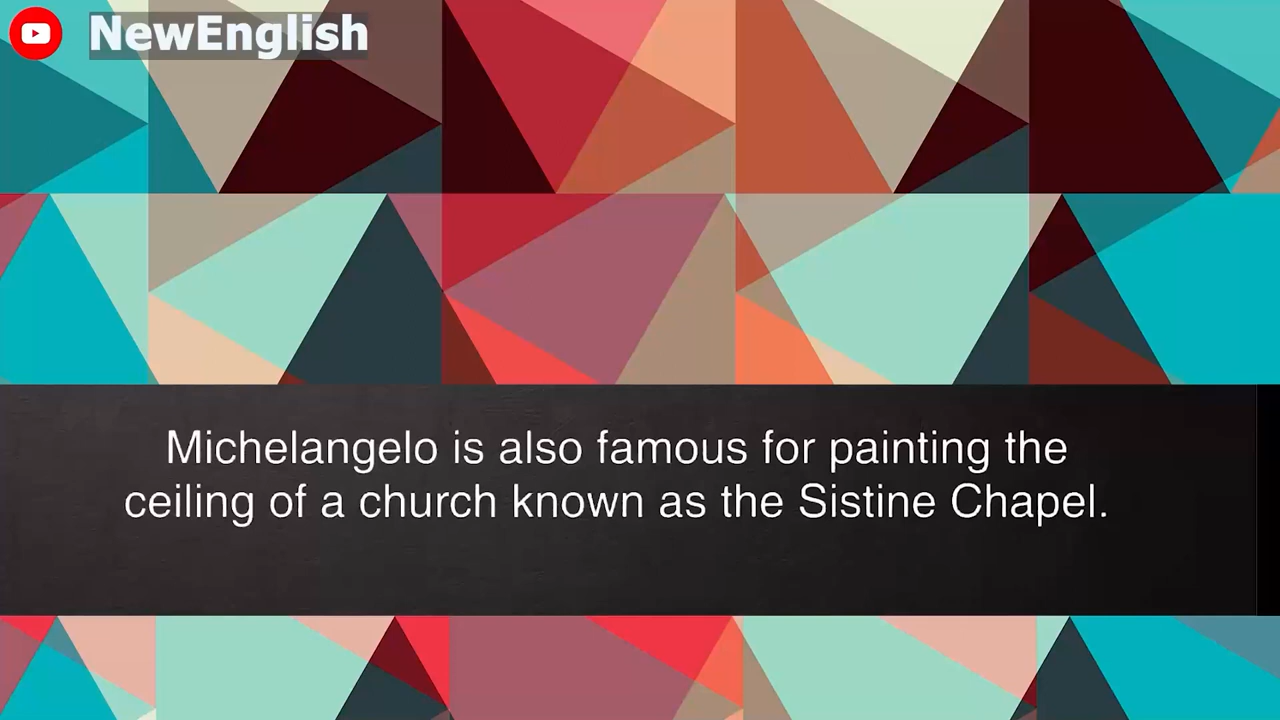 NewEnglish
Michelangelo is also famous for painting the
ceiling of a church known as the Sistine Chapel.